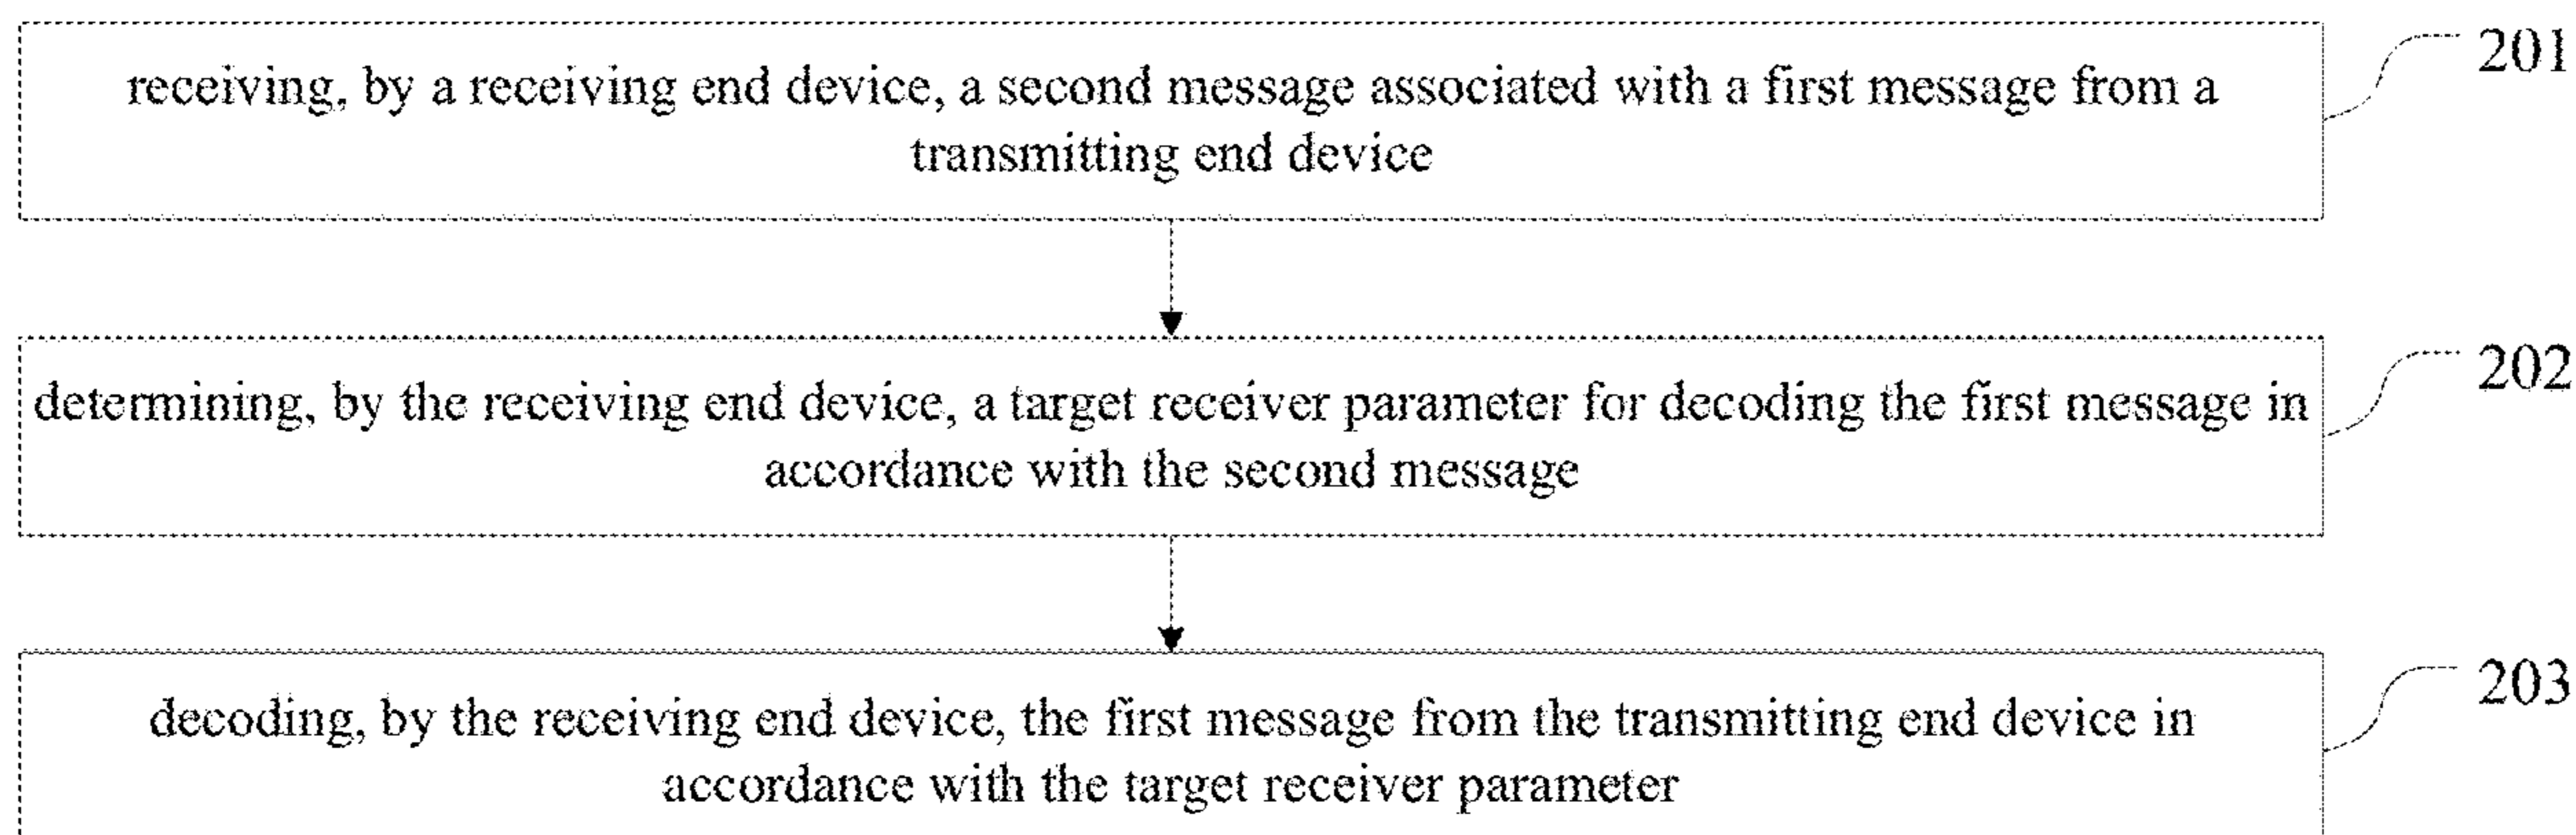 receiving, by a receiving end device, a second message associated with a first message from a
transmitting end device
201
determining, by the receiving end device, a target receiver parameter for decoding the first message in
accordance with the second message
202
decoding, by the receiving end device, the first message from the transmitting end device in
accordance with the target receiver parameter
203